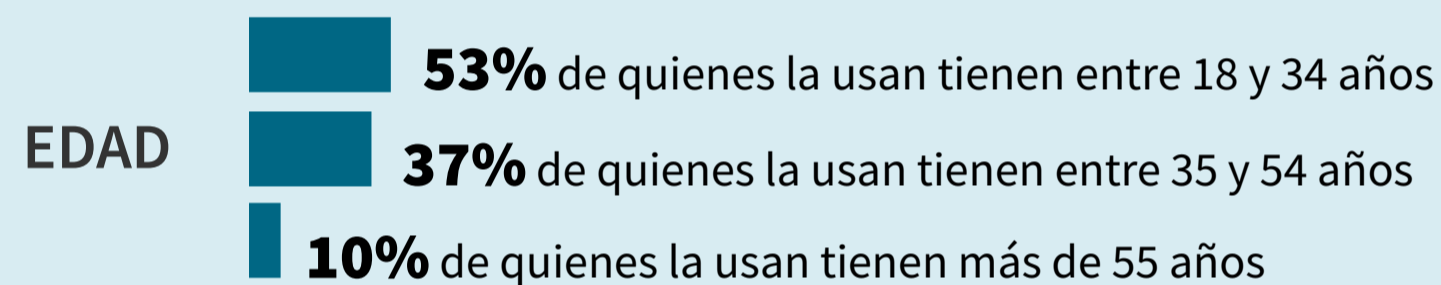 53% de quienes la usan tienen entre 18 y 34 años
EDAD
37% de quienes la usan tienen entre 35 y 54 años
10% de quienes la usan tienen más de 55 años